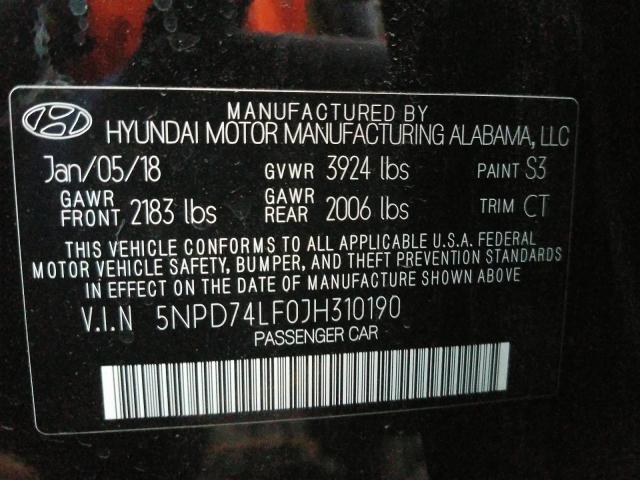 MANUFACTURED BY
HYUNDAI MOTOR MANUFACTURING ALABAMA, LLC
Jan/05/18 GVWR 3924 lbs PAINT S3
GAWR FRONT 2183 lbs GAWR REAR 2006 lbs TRIM CT
THIS VEHICLE CONFORMS TO ALL APPLICABLE U.S.A. FEDERAL
MOTOR VEHICLE SAFETY, BUMPER, AND THEFT PREVENTION STANDARDS
IN EFFECT ON THE DATE OF MANUFACTURE SHOWN ABOVE
V.I.N 5NPD74LF0JH310190
PASSENGER CAR